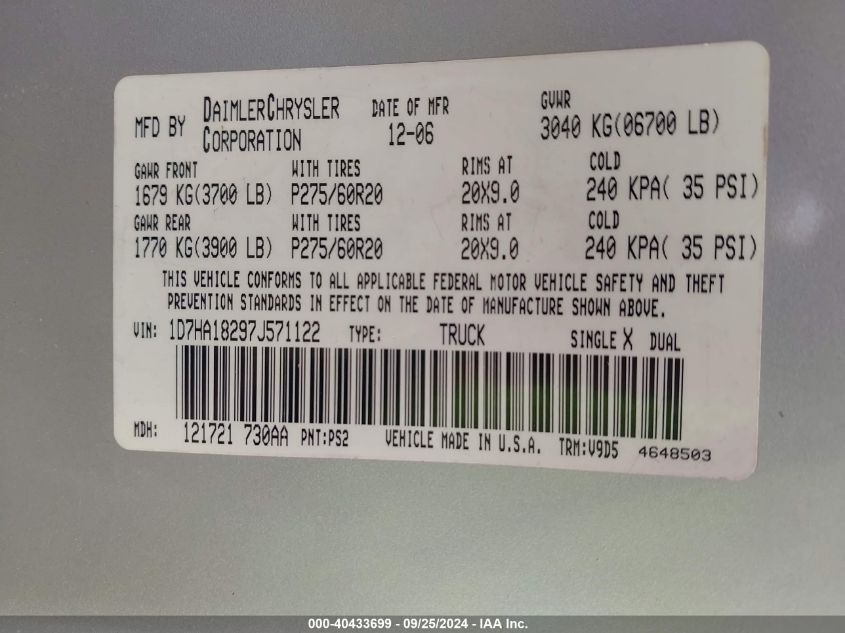 MFD BY DAIMLERCHRYSLER CORPORATION DATE OF MFR 12-06 GVWR 3040 KG(06700 LB)
GAWR FRONT WITH TIRES RIMS AT COLD
1679 KG(3700 LB) P275/60R20 20X9.0 240 KPA( 35 PSI)
GAWR REAR WITH TIRES RIMS AT COLD
1770 KG(3900 LB) P275/60R20 20X9.0 240 KPA( 35 PSI)
THIS VEHICLE CONFORMS TO ALL APPLICABLE FEDERAL MOTOR VEHICLE SAFETY AND THEFT
PREVENTION STANDARDS IN EFFECT ON THE DATE OF MANUFACTURE SHOWN ABOVE.
VIN: 1D7HA18297J571122 TYPE: TRUCK SINGLE X DUAL
MDH: 121721 730AA PNT:PS2 VEHICLE MADE IN U.S.A. TRM:V9D5 4648503
000-40433699 - 09/25/2024 - IAA Inc.